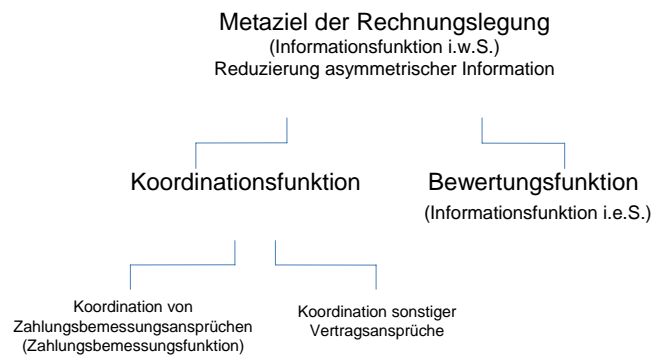 Metaziel der Rechnungslegung
(Informationsfunktion i.w.S.)
Reduzierung asymmetrischer Information
Koordinationsfunktion
Bewertungsfunktion
(Informationsfunktion i.e.S.)
Koordination von
Zahlungsbemessungsansprüchen
(Zahlungsbemessungsfunktion)
Koordination sonstiger
Vertragsansprüche